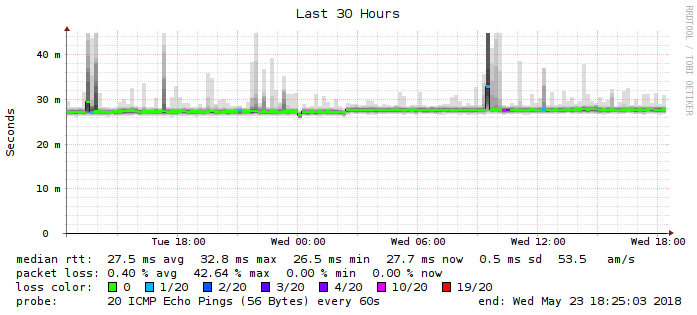 Last 30 Hours
RRDTOOL / TOBI OETIKER
Seconds
40 m
30 m
20 m
10 m
0
Tue 18:00 Wed 00:00 Wed 06:00 Wed 12:00 Wed 18:00
median rtt: 27.5 ms avg 32.8 ms max 26.5 ms min 27.7 ms now 0.5 ms sd 53.5 am/s
packet loss: 0.40 % avg 42.64 % max 0.00 % min 0.00 % now
loss color: 0 1/20 2/20 3/20 4/20 10/20 19/20
probe: 20 ICMP Echo Pings (56 Bytes) every 60s end: Wed May 23 18:25:03 2018